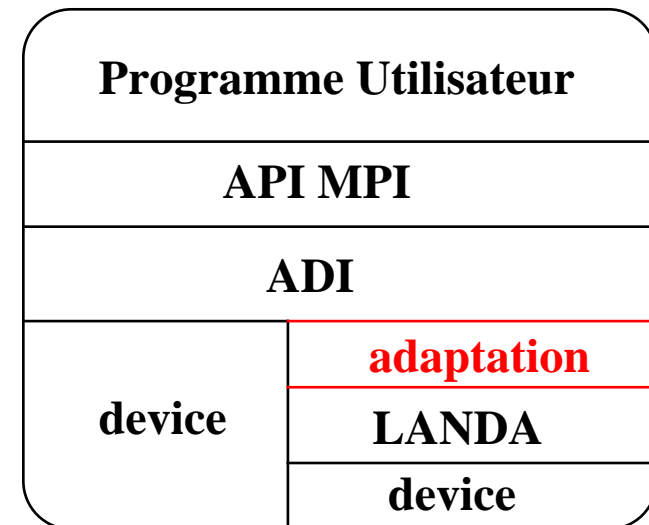 Programme Utilisateur
API MPI
ADI
adaptation
device
LANDA
device